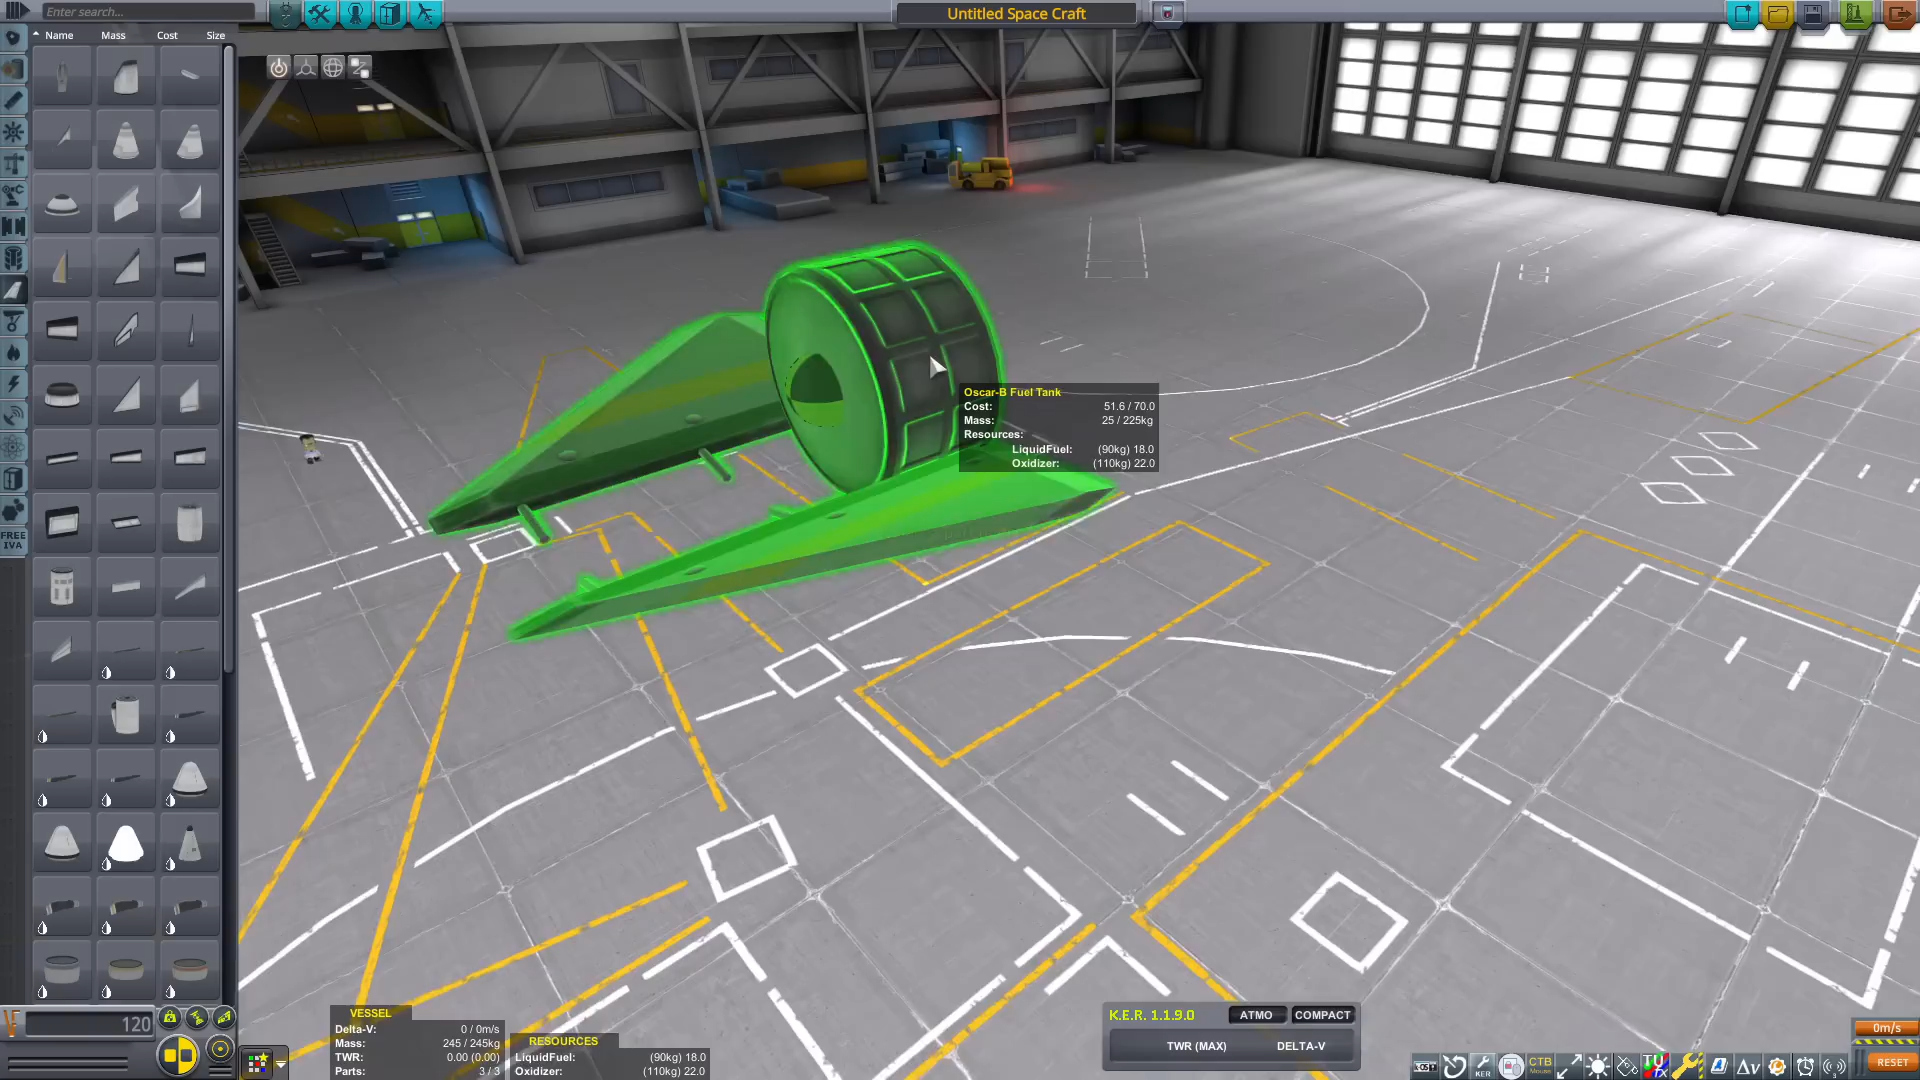 Enter search...
Untitled Space Craft
Name Mass Cost Size
Oscar-B Fuel Tank
Cost: 51.6 / 70.0
Mass: 25 / 225kg
Resources:
LiquidFuel: (90kg) 18.0
Oxidizer: (110kg) 22.0
FREE
IVA
120
VESSEL
Delta-V: 0 / 0m/s
Mass: 245 / 245kg
TWR: 0.00 (0.00)
Parts: 3 / 3
RESOURCES
LiquidFuel: (90kg) 18.0
Oxidizer: (110kg) 22.0
K.E.R. 1.1.9.0 ATMO COMPACT
TWR (MAX) DELTA-V
0m/s
RESET
kOS
KER
CTB
Mouse
Δv